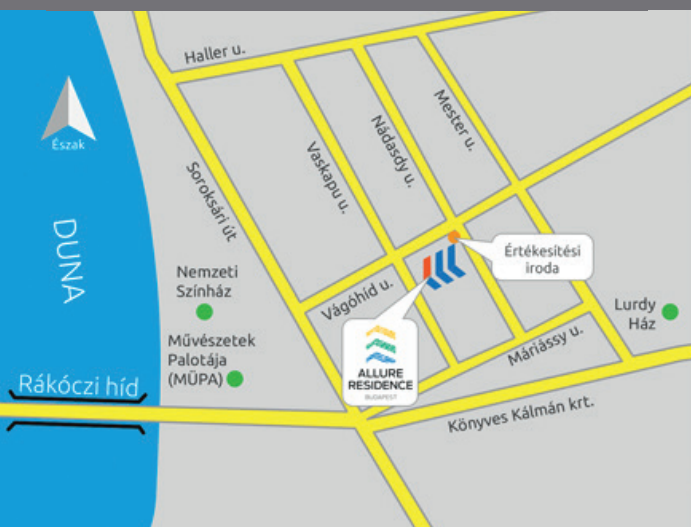 Haller u.
Észak
Mester u.
Nádasdy u.
Vaskapu u.
Soroksári út
DUNA
Értékesítési
iroda
Nemzeti
Színház
Vágóhíd u.
Lurdy
Ház
Művészetek
Palotája
(MÜPA)
Máriássy u.
ALLURE
RESIDENCE
BUDAPEST
Rákóczi híd
Könyves Kálmán krt.